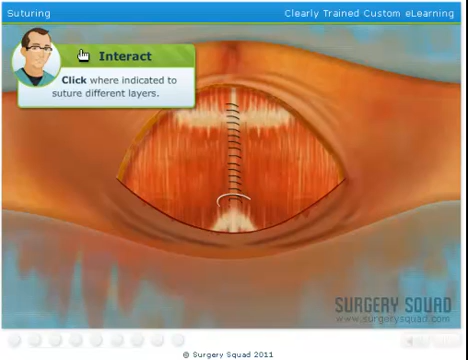 Suturing
Clearly Trained Custom eLearning
Interact
Click where indicated to
suture different layers.
SURGERY SQUAD
www.surgerysquad.com
© Surgery Squad 2011